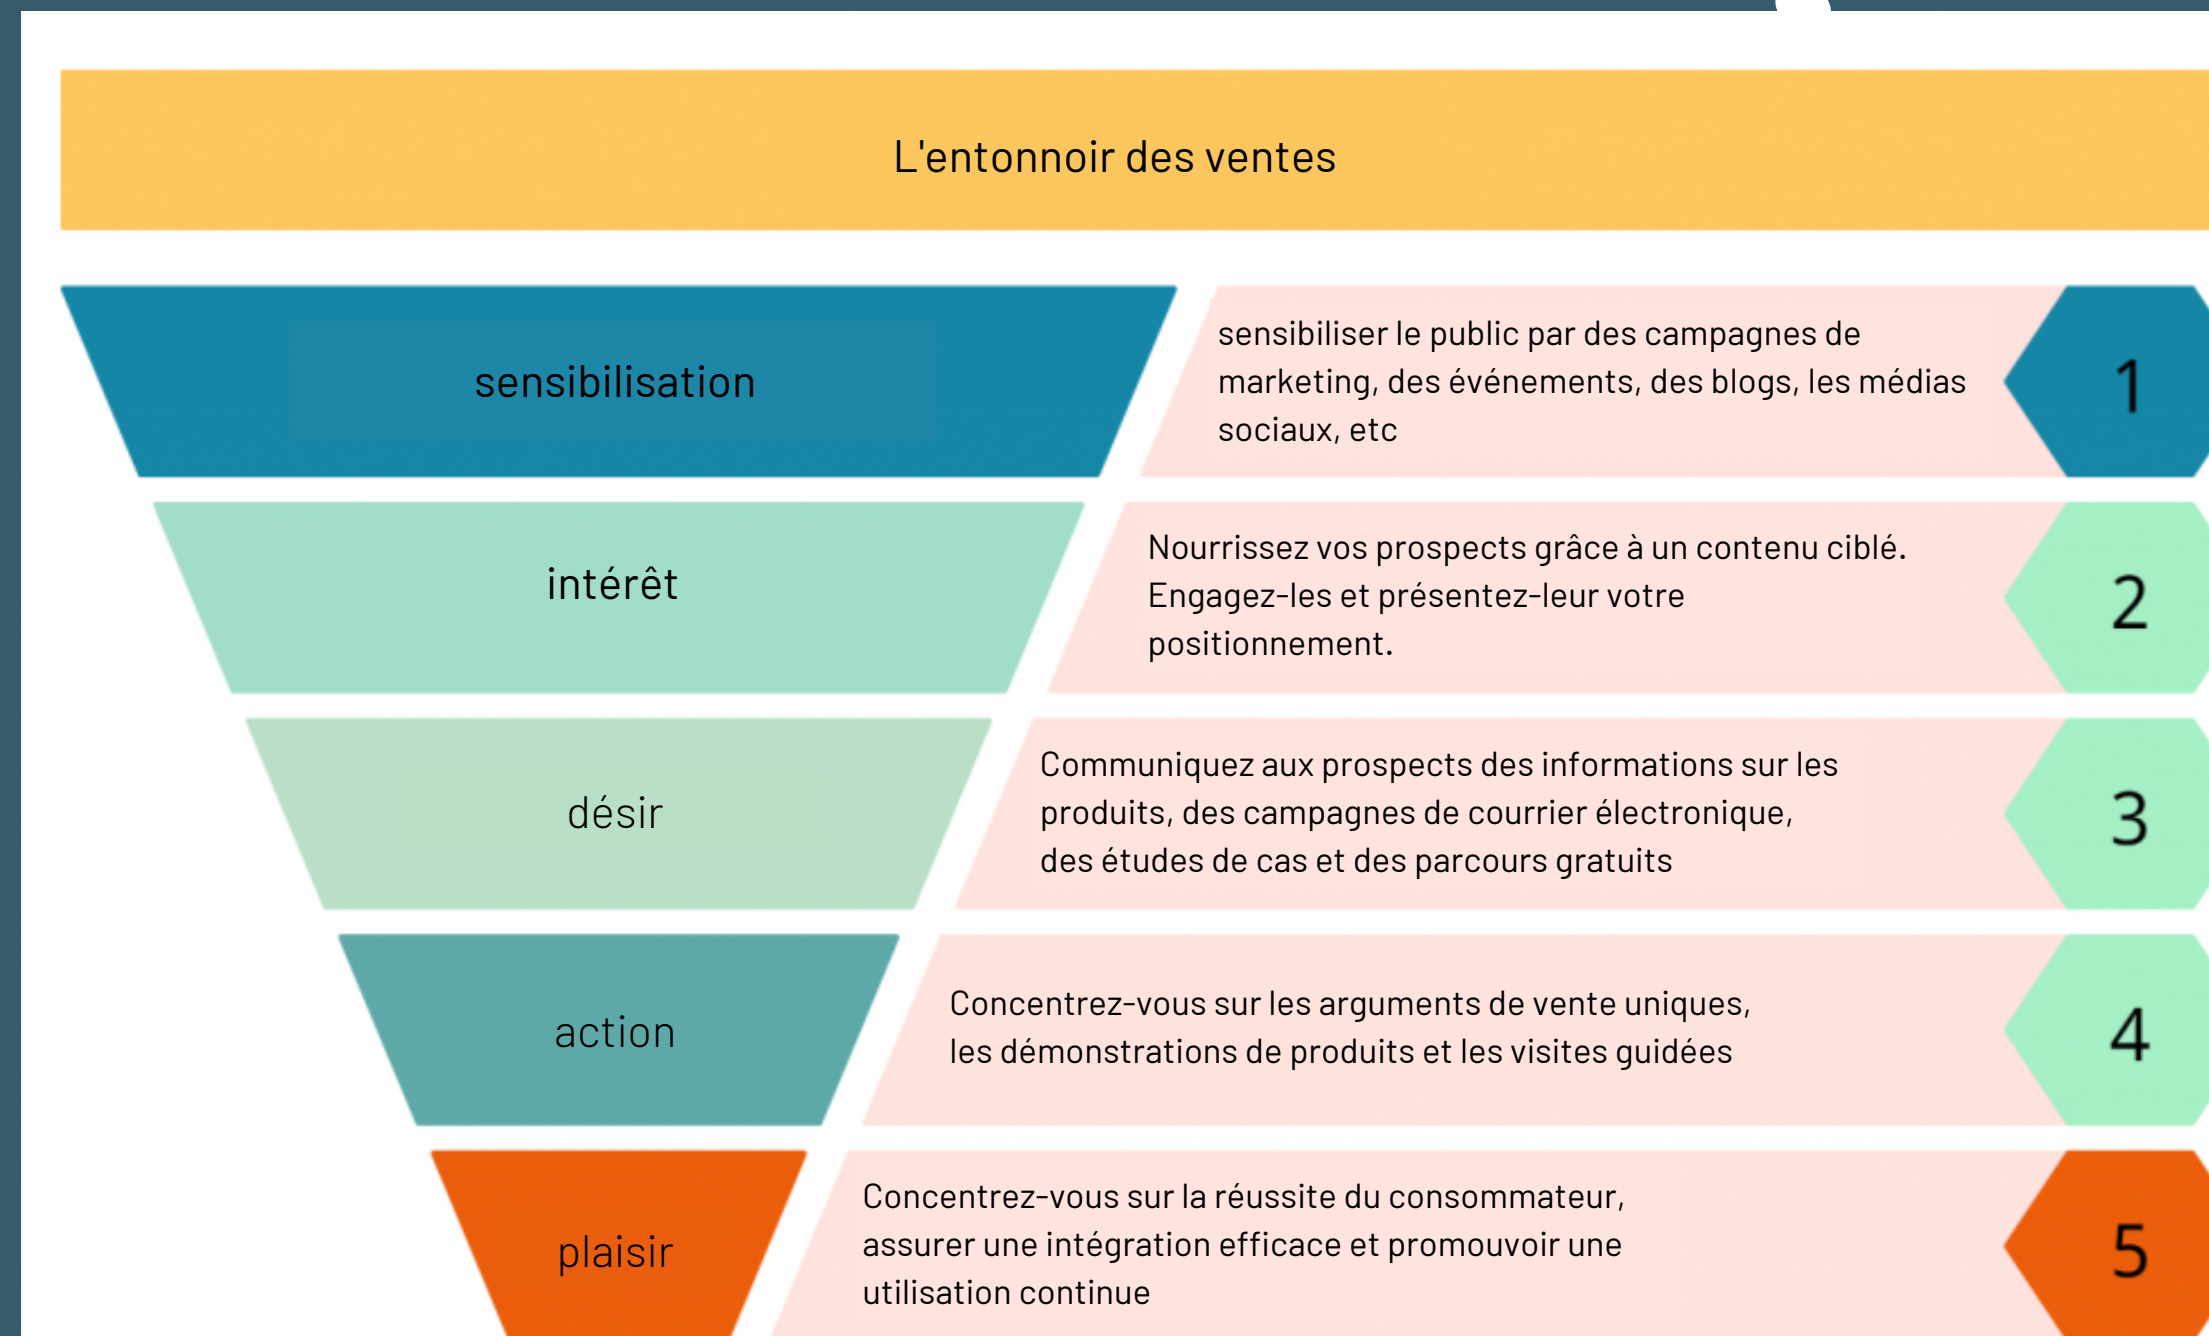 L'entonnoir des ventes
sensibilisation
sensibiliser le public par des campagnes de
marketing, des événements, des blogs, les médias
sociaux, etc
1
intérêt
Nourrissez vos prospects grâce à un contenu ciblé.
Engagez-les et présentez-leur votre
positionnement.
2
désir
Communiquez aux prospects des informations sur les
produits, des campagnes de courrier électronique,
des études de cas et des parcours gratuits
3
action
Concentrez-vous sur les arguments de vente uniques,
les démonstrations de produits et les visites guidées
4
plaisir
Concentrez-vous sur la réussite du consommateur,
assurer une intégration efficace et promouvoir une
utilisation continue
5